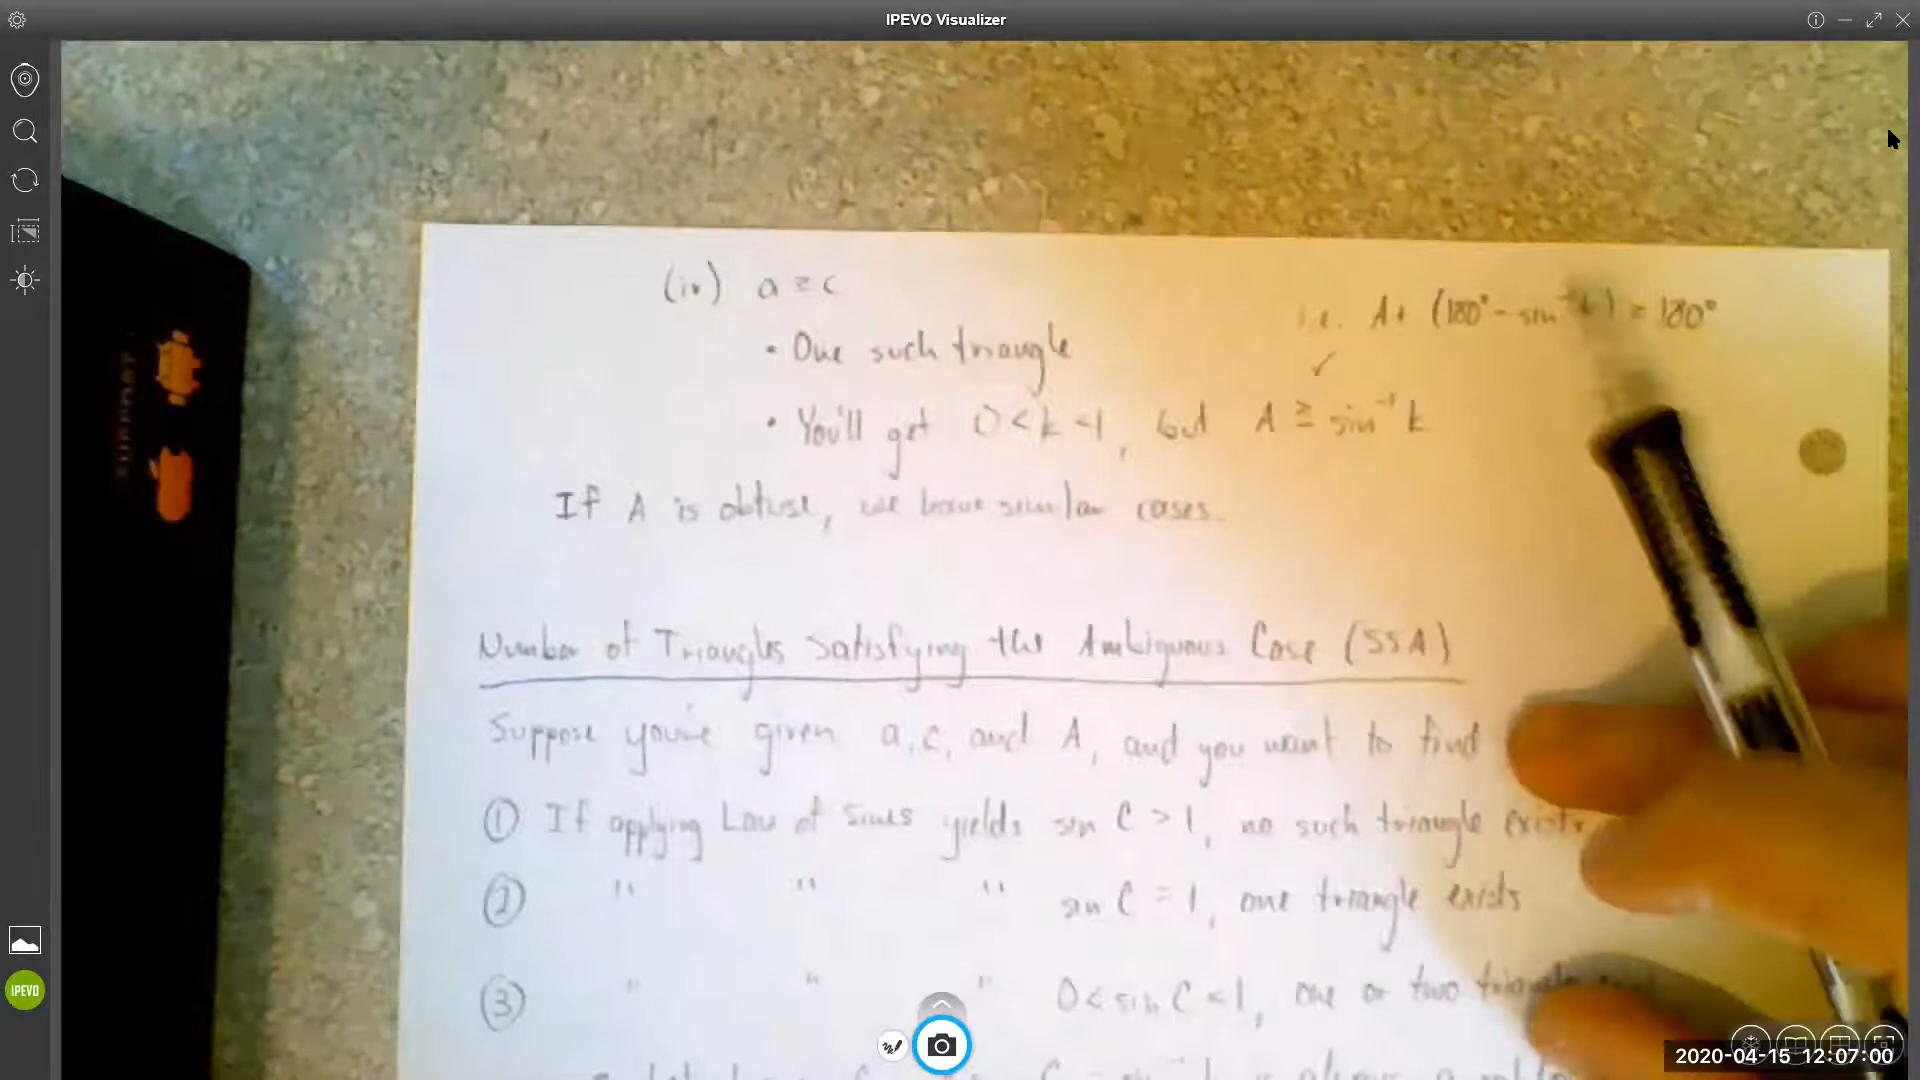 IPEVO Visualizer
(iv) a ≥ c
i.e. A + (180° - sin⁻¹ k) ≥ 180°
• One such triangle
✓
• You'll get 0 < k < 1, but A ≥ sin⁻¹ k
If A is obtuse, we have similar cases.
Number of Triangles Satisfying the Ambiguous Case (SSA)
Suppose you're given a, c, and A, and you want to find
① If applying Law of Sines yields sin C > 1, no such triangle exists
② " " " sin C = 1, one triangle exists
③ " " " 0 < sin C < 1, one or two triangles
IPEVO
2020-04-15 12:07:00